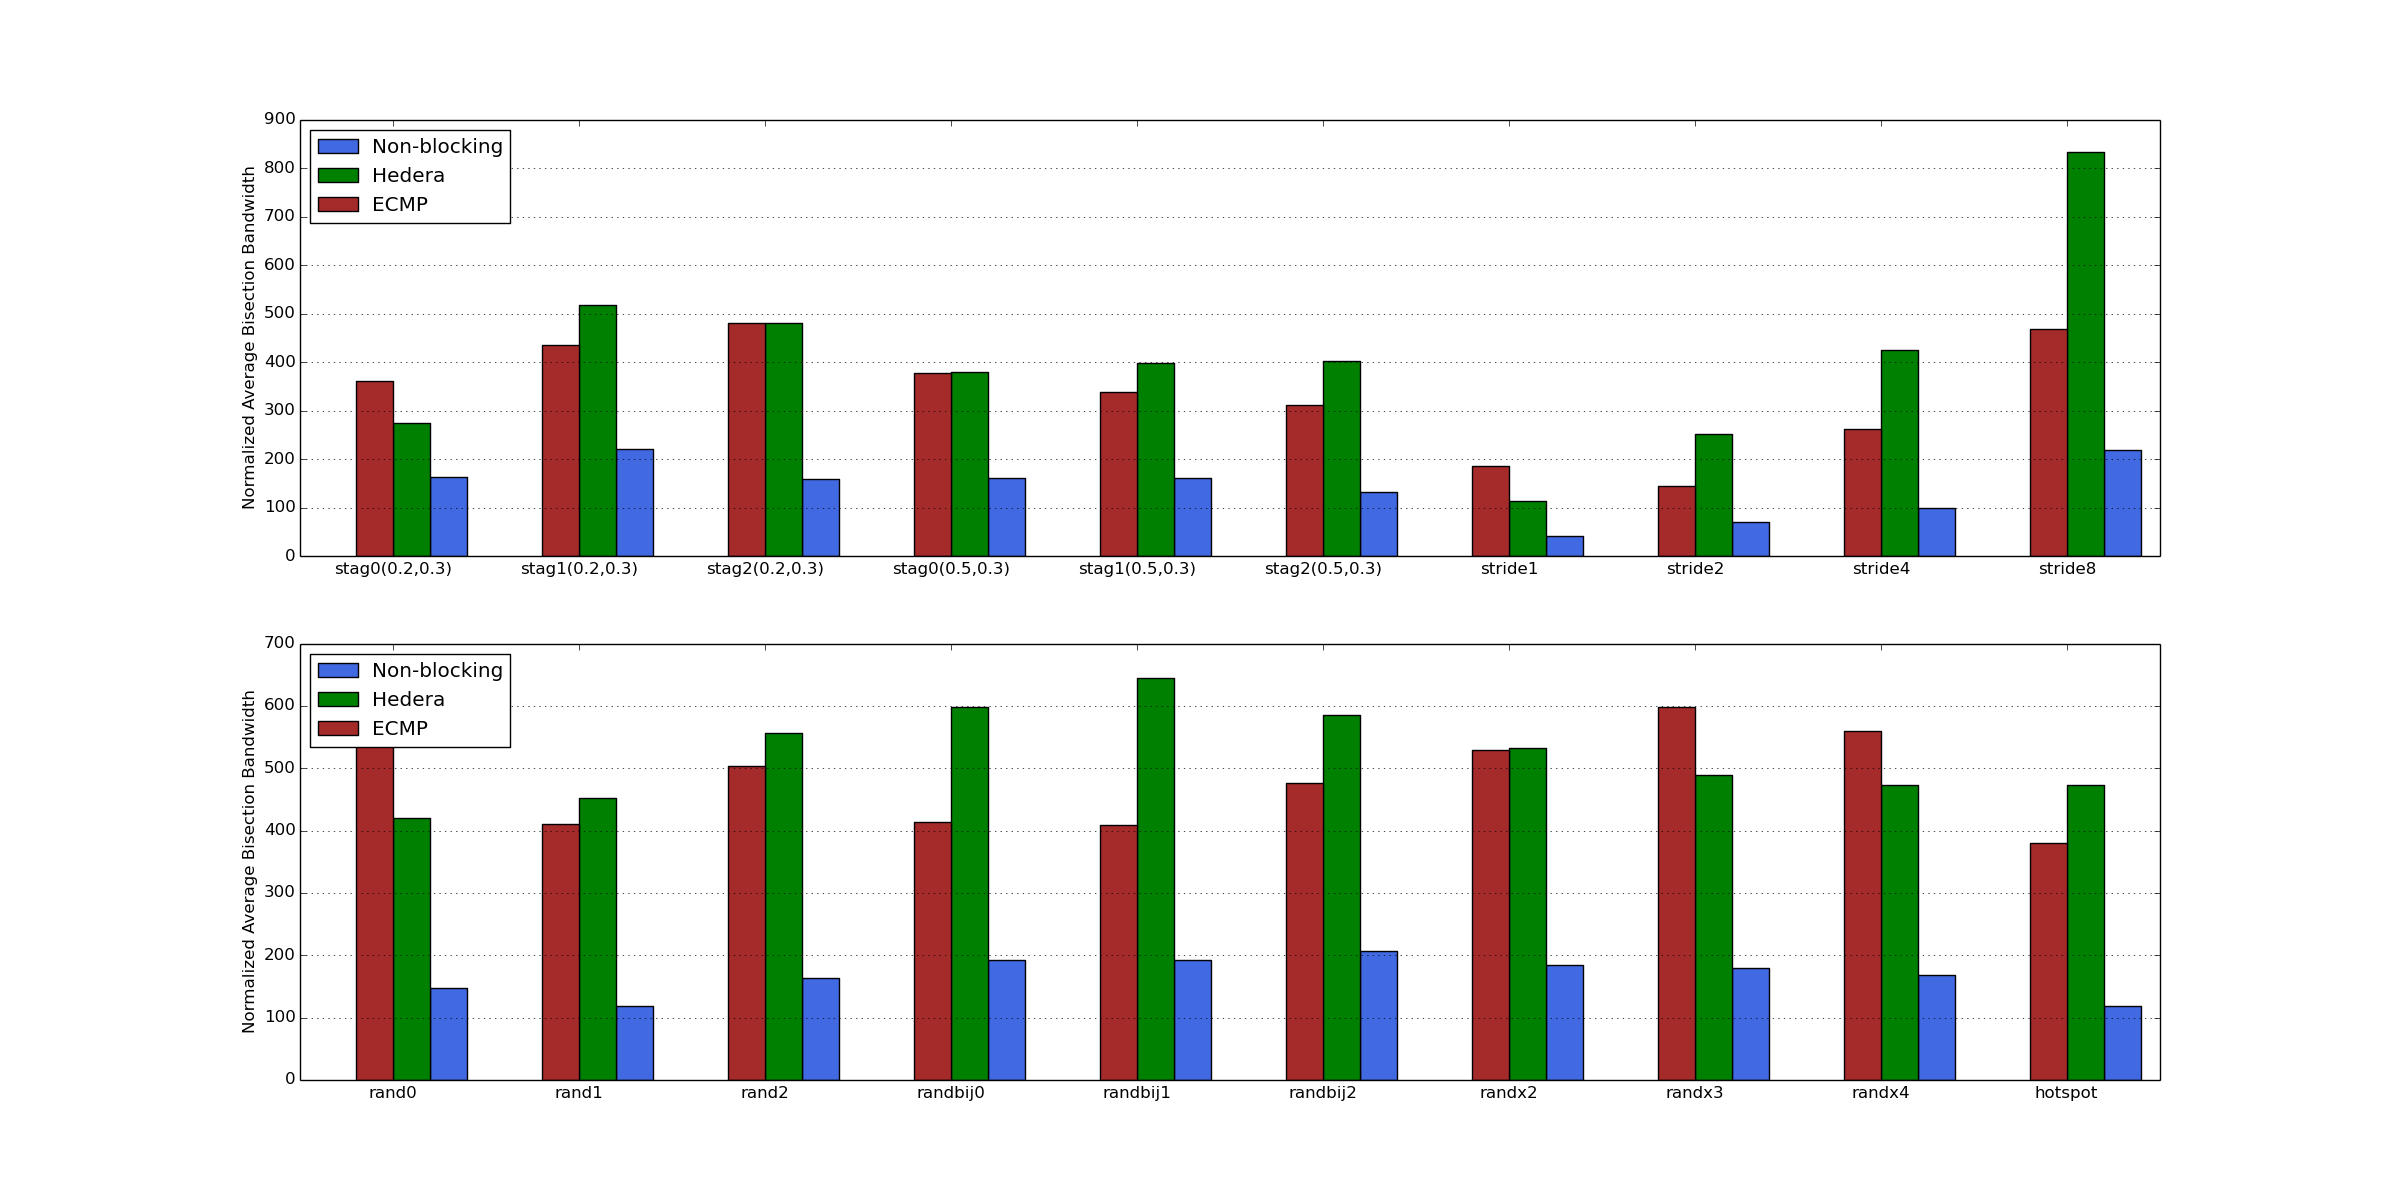 Normalized Average Bisection Bandwidth
900
800
700
600
500
400
300
200
100
0
Non-blocking
Hedera
ECMP
stag0(0.2,0.3) stag1(0.2,0.3) stag2(0.2,0.3) stag0(0.5,0.3) stag1(0.5,0.3) stag2(0.5,0.3) stride1 stride2 stride4 stride8
Normalized Average Bisection Bandwidth
700
600
500
400
300
200
100
0
Non-blocking
Hedera
ECMP
rand0 rand1 rand2 randbij0 randbij1 randbij2 randx2 randx3 randx4 hotspot